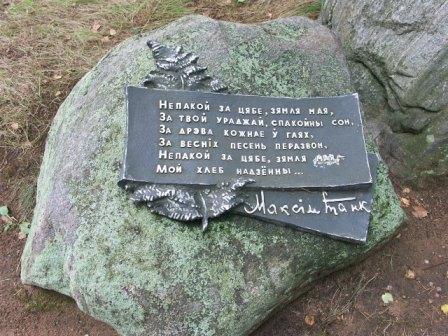 Непакой за цябе, зямля мая,
За твой ураджай, спакойны сон,
За дрэва кожнае ў гаях,
За весніх песень перазвон,
Непакой за цябе, зямля
Мой хлеб надзённы...
Максім Танк